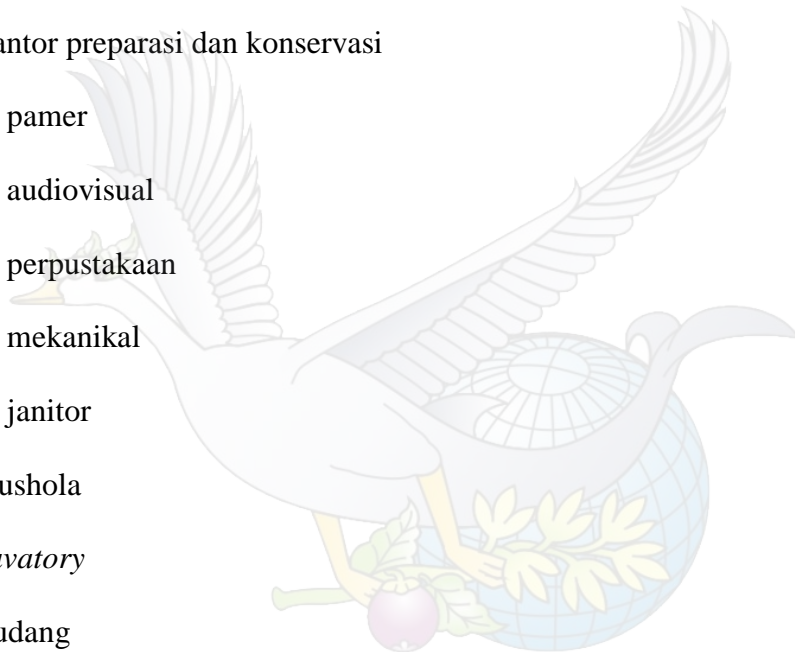 antor preparasi dan konservasi
pamer
audiovisual
perpustakaan
mekanikal
janitor
ushola
vatory
udang